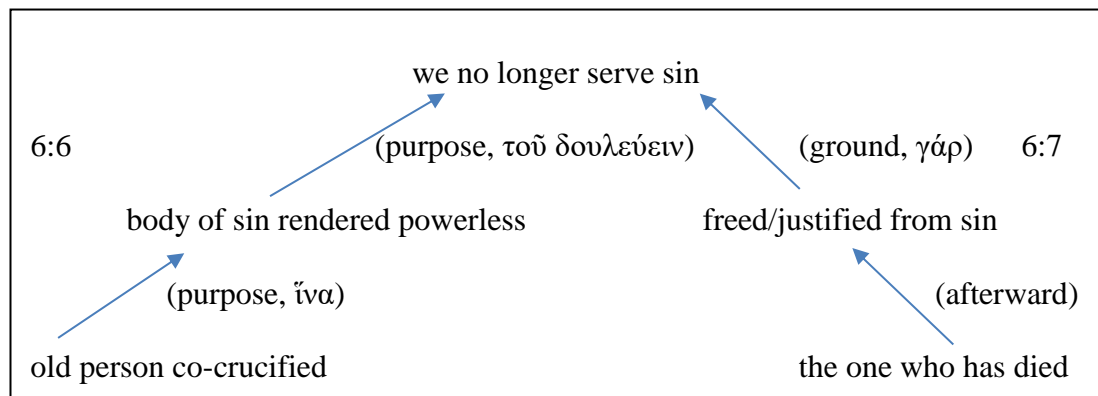 we no longer serve sin
6:6 (purpose, τοῦ δουλεύειν) (ground, γάρ) 6:7
body of sin rendered powerless freed/justified from sin
(purpose, ἵνα) (afterward)
old person co-crucified the one who has died